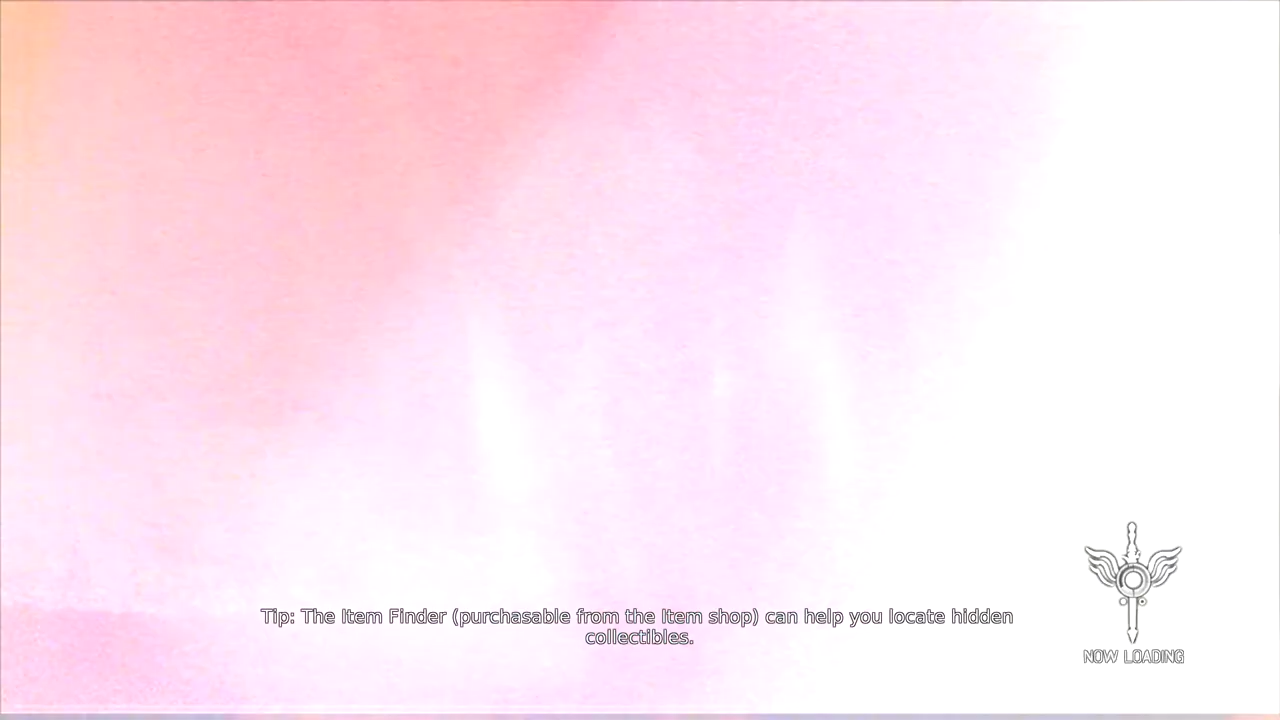 Tip: The Item Finder (purchasable from the Item shop) can help you locate hidden
collectibles.
NOW LOADING